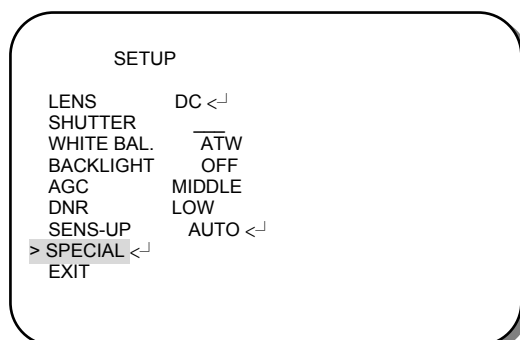 SETUP
LENS DC <┘
SHUTTER ___
WHITE BAL. ATW
BACKLIGHT OFF
AGC MIDDLE
DNR LOW
SENS-UP AUTO <┘
> SPECIAL <┘
EXIT